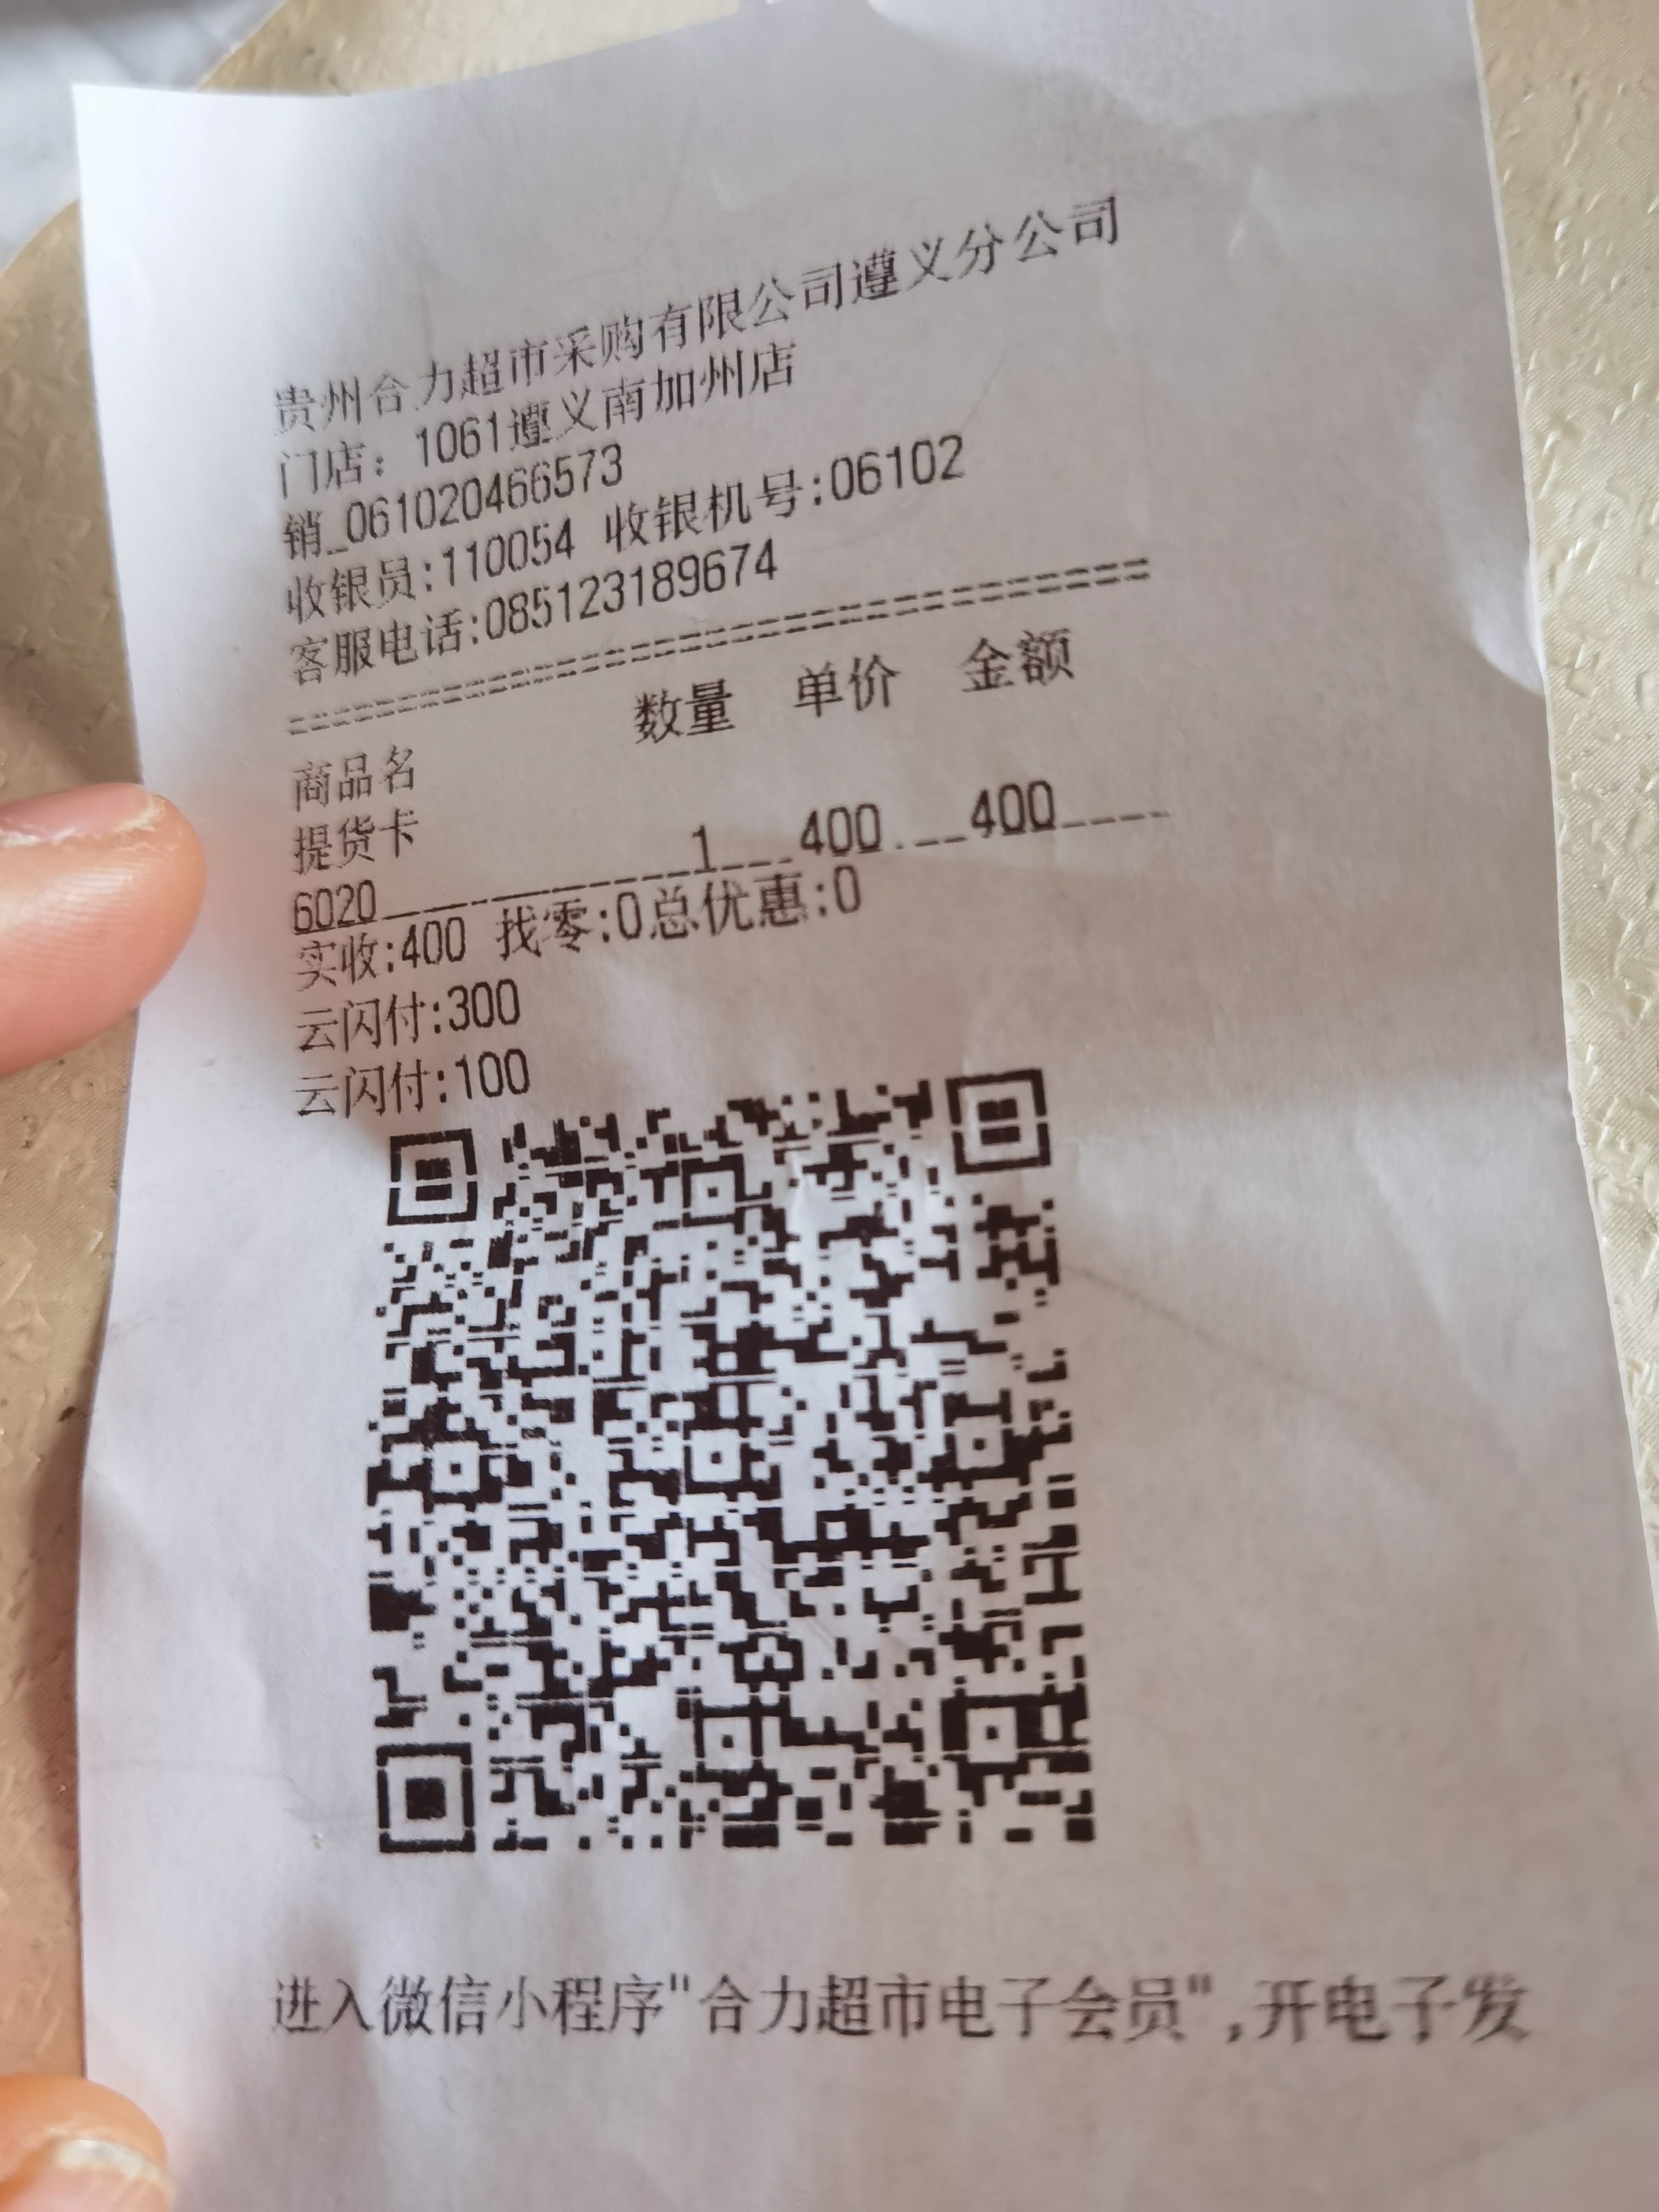 贵州合力超市采购有限公司遵义分公司
门店：1061遵义南加州店
销_061020466573
收银员:110054 收银机号:06102
客服电话:085123189674
================================
数量 单价 金额
商品名
提货卡
6020 1 400 400
实收:400 找零:0总优惠:0
云闪付:300
云闪付:100
进入微信小程序"合力超市电子会员",开电子发